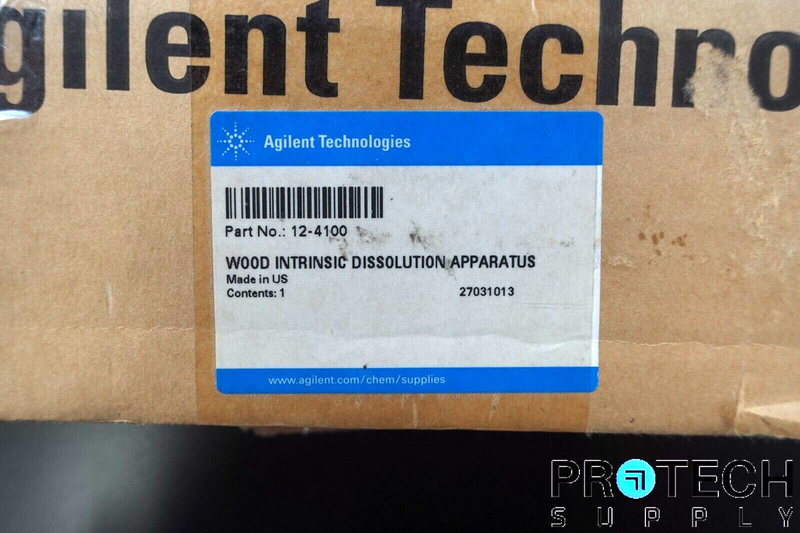 gilent Techno
Agilent Technologies
Part No.: 12-4100
WOOD INTRINSIC DISSOLUTION APPARATUS
Made in US
Contents: 1 27031013
www.agilent.com/chem/supplies
PROTECH
SUPPLY